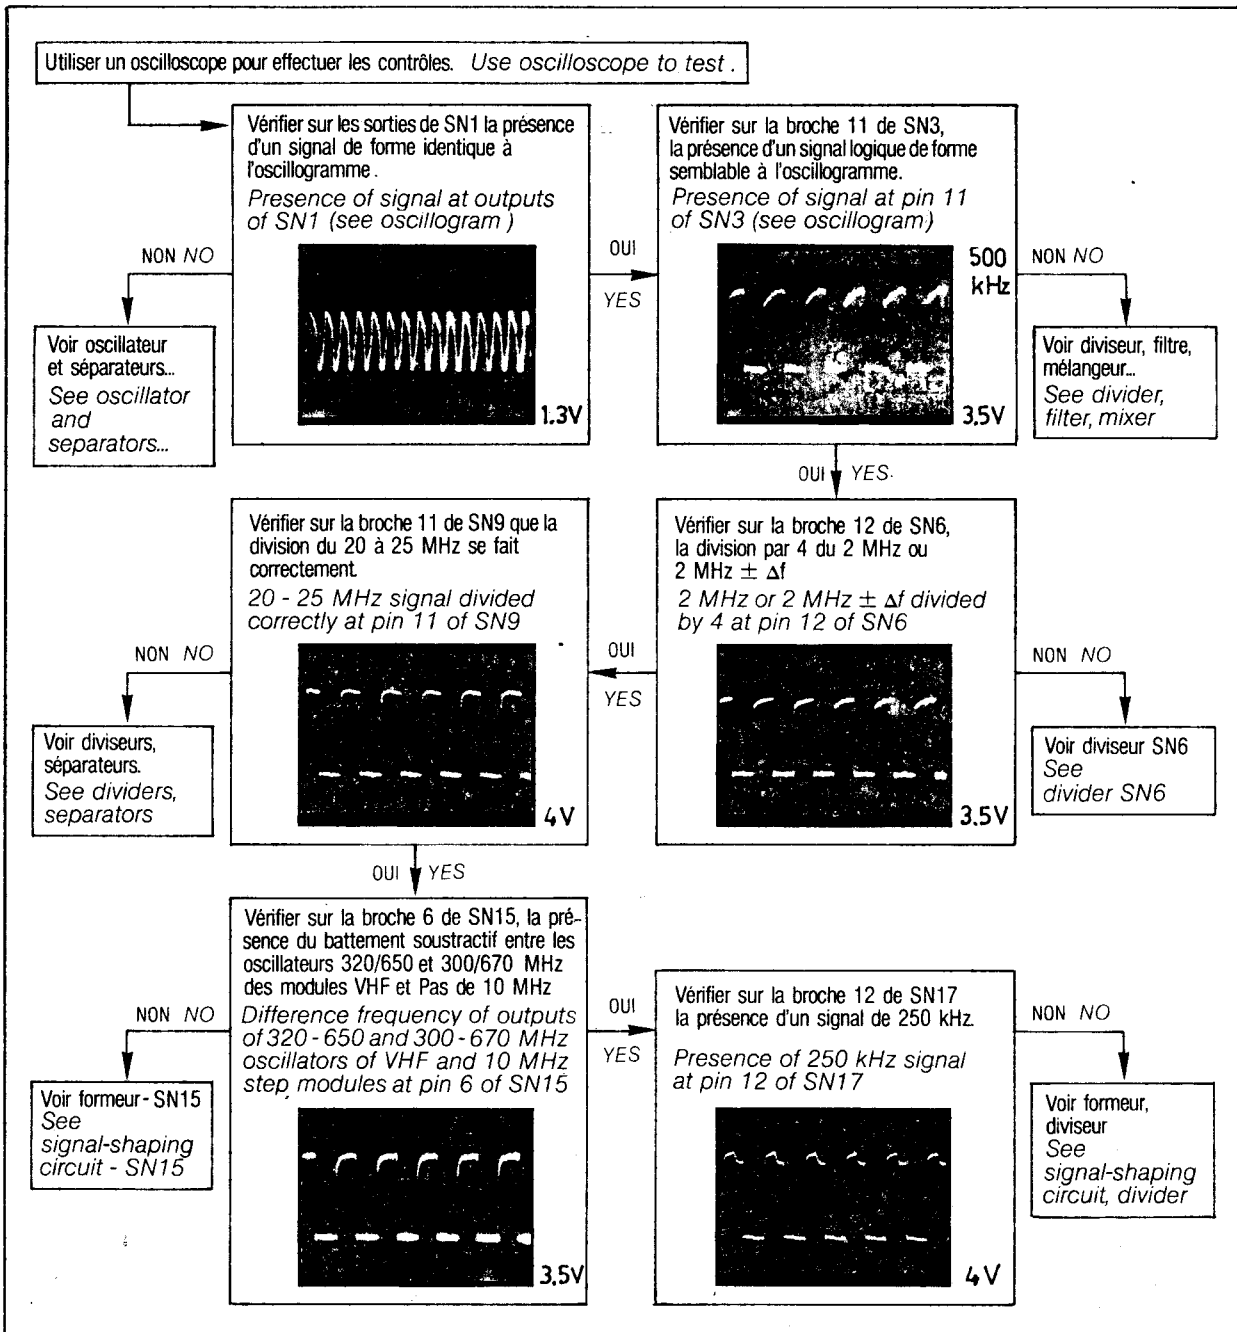 Utiliser un oscilloscope pour effectuer les contrôles. Use oscilloscope to test .
Vérifier sur les sorties de SN1 la présence
d'un signal de forme identique à
l'oscillogramme .
Presence of signal at outputs
of SN1 (see oscillogram )
1.3V
NON NO
Voir oscillateur
et séparateurs...
See oscillator
and
separators...
OUI
YES
Vérifier sur la broche 11 de SN3,
la présence d'un signal logique de forme
semblable à l'oscillogramme.
Presence of signal at pin 11
of SN3 (see oscillogram)
500
kHz
3.5V
NON NO
Voir diviseur, filtre,
mélangeur...
See divider,
filter, mixer
OUI YES
Vérifier sur la broche 12 de SN6,
la division par 4 du 2 MHz ou
2 MHz ± Δf
2 MHz or 2 MHz ± Δf divided
by 4 at pin 12 of SN6
3.5V
NON NO
Voir diviseur SN6
See
divider SN6
OUI
YES
Vérifier sur la broche 11 de SN9 que la
division du 20 à 25 MHz se fait
correctement.
20 - 25 MHz signal divided
correctly at pin 11 of SN9
4V
NON NO
Voir diviseurs,
séparateurs.
See dividers,
separators
OUI YES
Vérifier sur la broche 6 de SN15, la pré-
sence du battement soustractif entre les
oscillateurs 320/650 et 300/670 MHz
des modules VHF et Pas de 10 MHz
Difference frequency of outputs
of 320 - 650 and 300 - 670 MHz
oscillators of VHF and 10 MHz
step modules at pin 6 of SN15
3.5V
NON NO
Voir formeur - SN15
See
signal-shaping
circuit - SN15
OUI
YES
Vérifier sur la broche 12 de SN17
la présence d'un signal de 250 kHz.
Presence of 250 kHz signal
at pin 12 of SN17
4V
NON NO
Voir formeur,
diviseur
See
signal-shaping
circuit, divider